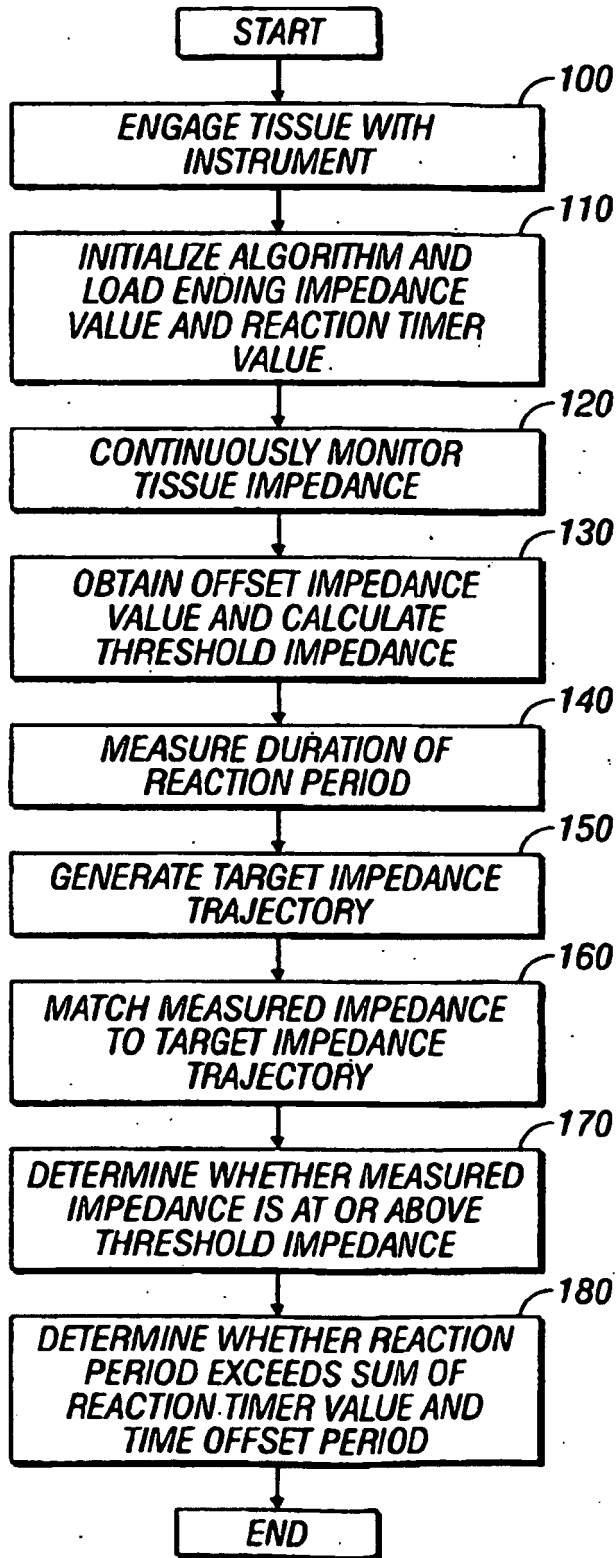 START
100
ENGAGE TISSUE WITH
INSTRUMENT
110
INITIALIZE ALGORITHM AND
LOAD ENDING IMPEDANCE
VALUE AND REACTION TIMER
VALUE
120
CONTINUOUSLY MONITOR
TISSUE IMPEDANCE
130
OBTAIN OFFSET IMPEDANCE
VALUE AND CALCULATE
THRESHOLD IMPEDANCE
140
MEASURE DURATION OF
REACTION PERIOD
150
GENERATE TARGET IMPEDANCE
TRAJECTORY
160
MATCH MEASURED IMPEDANCE
TO TARGET IMPEDANCE
TRAJECTORY
170
DETERMINE WHETHER MEASURED
IMPEDANCE IS AT OR ABOVE
THRESHOLD IMPEDANCE
180
DETERMINE WHETHER REACTION
PERIOD EXCEEDS SUM OF
REACTION TIMER VALUE AND
TIME OFFSET PERIOD
END